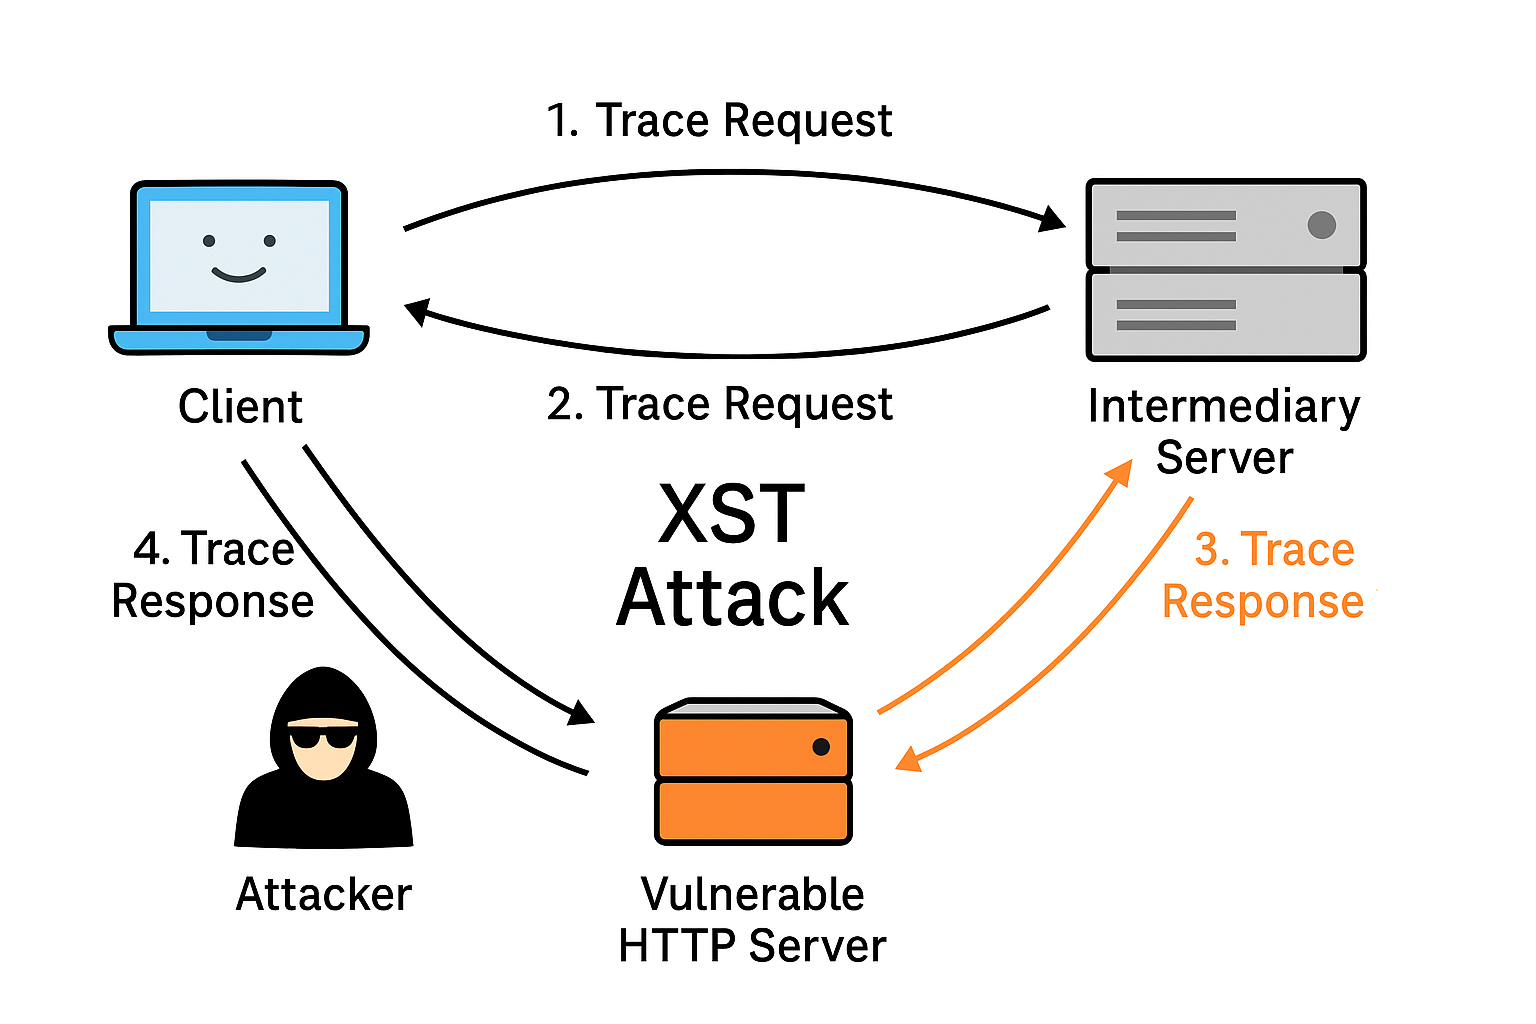 1. Trace Request
Client
2. Trace Request
Intermediary
Server
XST
Attack
4. Trace
Response
3. Trace
Response
Attacker
Vulnerable
HTTP Server